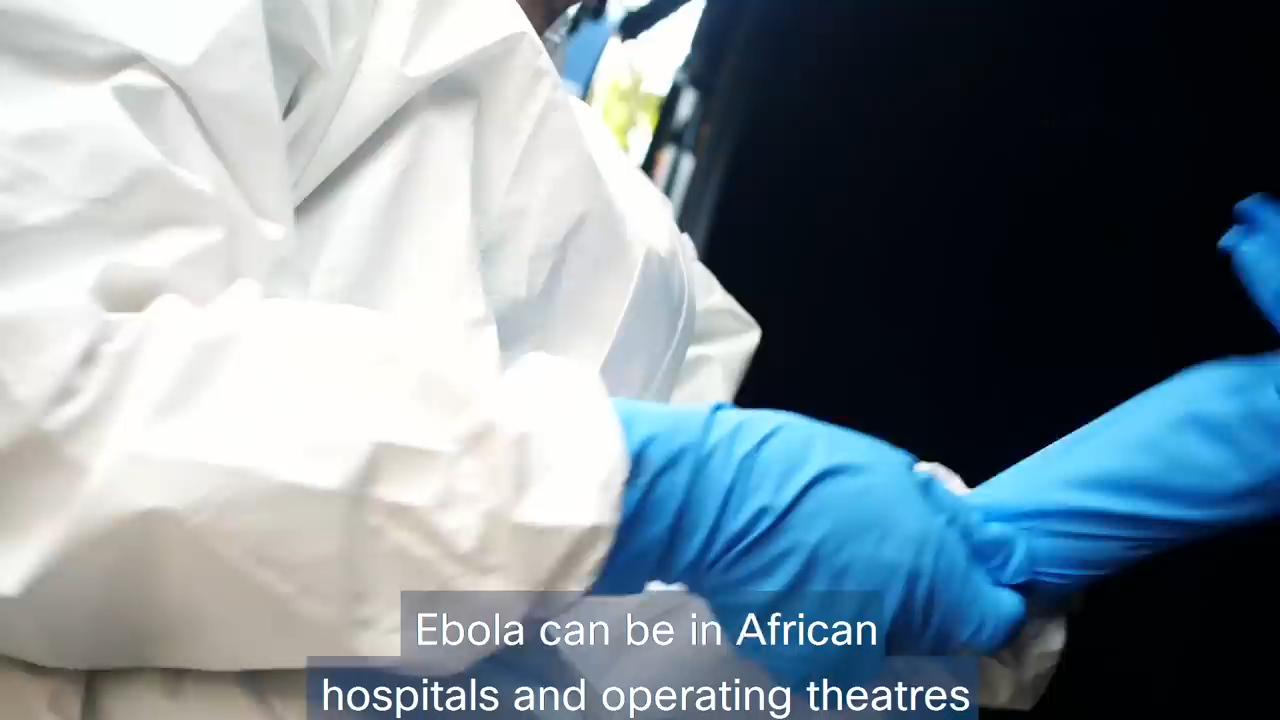 Ebola can be in African
hospitals and operating theatres